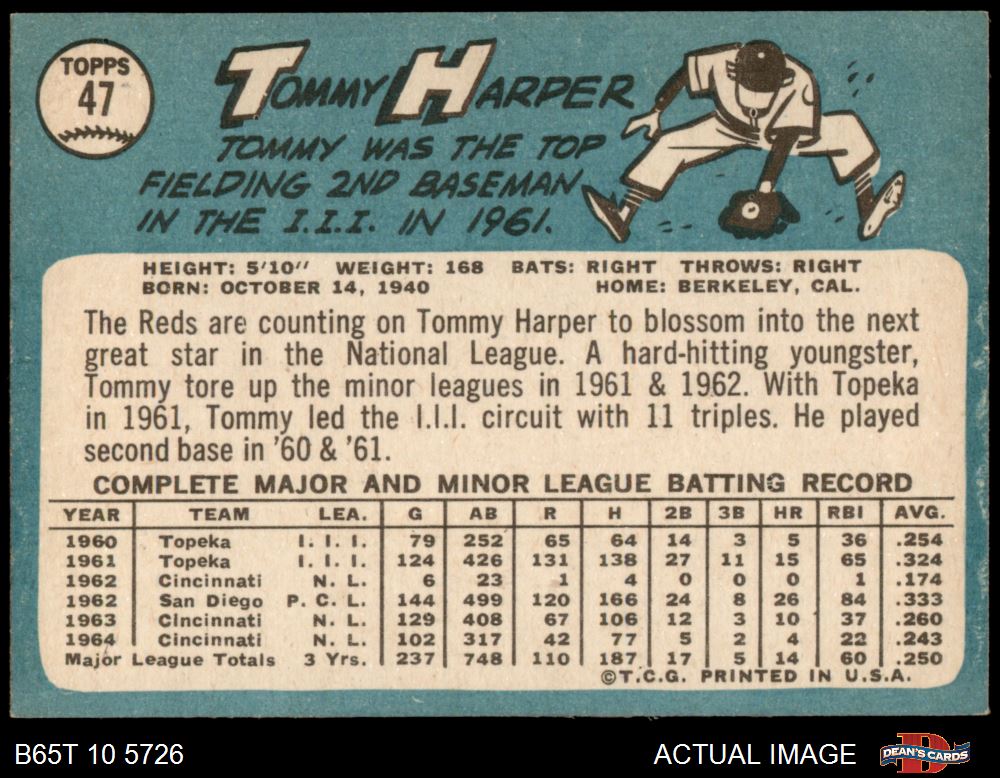 TOPPS
47
TOMMY HARPER
TOMMY WAS THE TOP
FIELDING 2ND BASEMAN
IN THE I.I.I. IN 1961.
HEIGHT: 5'10" WEIGHT: 168 BATS: RIGHT THROWS: RIGHT
BORN: OCTOBER 14, 1940 HOME: BERKELEY, CAL.
The Reds are counting on Tommy Harper to blossom into the next
great star in the National League. A hard-hitting youngster,
Tommy tore up the minor leagues in 1961 & 1962. With Topeka
in 1961, Tommy led the I.I.I. circuit with 11 triples. He played
second base in '60 & '61.
COMPLETE MAJOR AND MINOR LEAGUE BATTING RECORD
YEAR TEAM LEA. G AB R H 2B 3B HR RBI AVG.
1960 Topeka I. I. I. 79 252 65 64 14 3 5 36 .254
1961 Topeka I. I. I. 124 426 131 138 27 11 15 65 .324
1962 Cincinnati N. L. 6 23 1 4 0 0 0 1 .174
1962 San Diego P. C. L. 144 499 120 166 24 8 26 84 .333
1963 Cincinnati N. L. 129 408 67 106 12 3 10 37 .260
1964 Cincinnati N. L. 102 317 42 77 5 2 4 22 .243
Major League Totals 3 Yrs. 237 748 110 187 17 5 14 60 .250
©T.C.G. PRINTED IN U.S.A.
B65T 10 5726 ACTUAL IMAGE DEAN'S CARDS